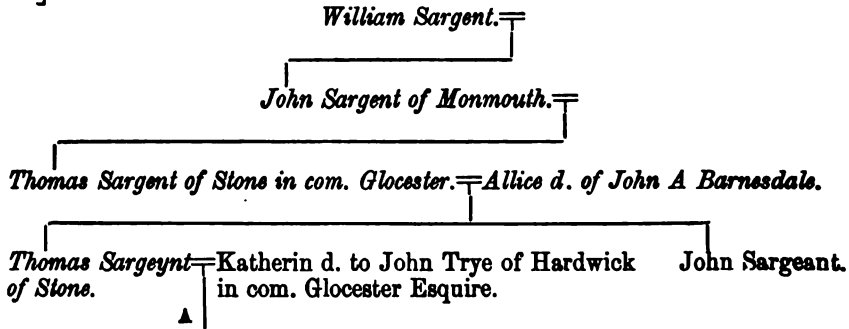 William Sargent.
John Sargent of Monmouth.
Thomas Sargent of Stone in com. Glocester. Allice d. of John A Barnesdale.
Thomas Sargeynt Katherin d. to John Trye of Hardwick John Sargeant.
of Stone. in com. Glocester Esquire.
A